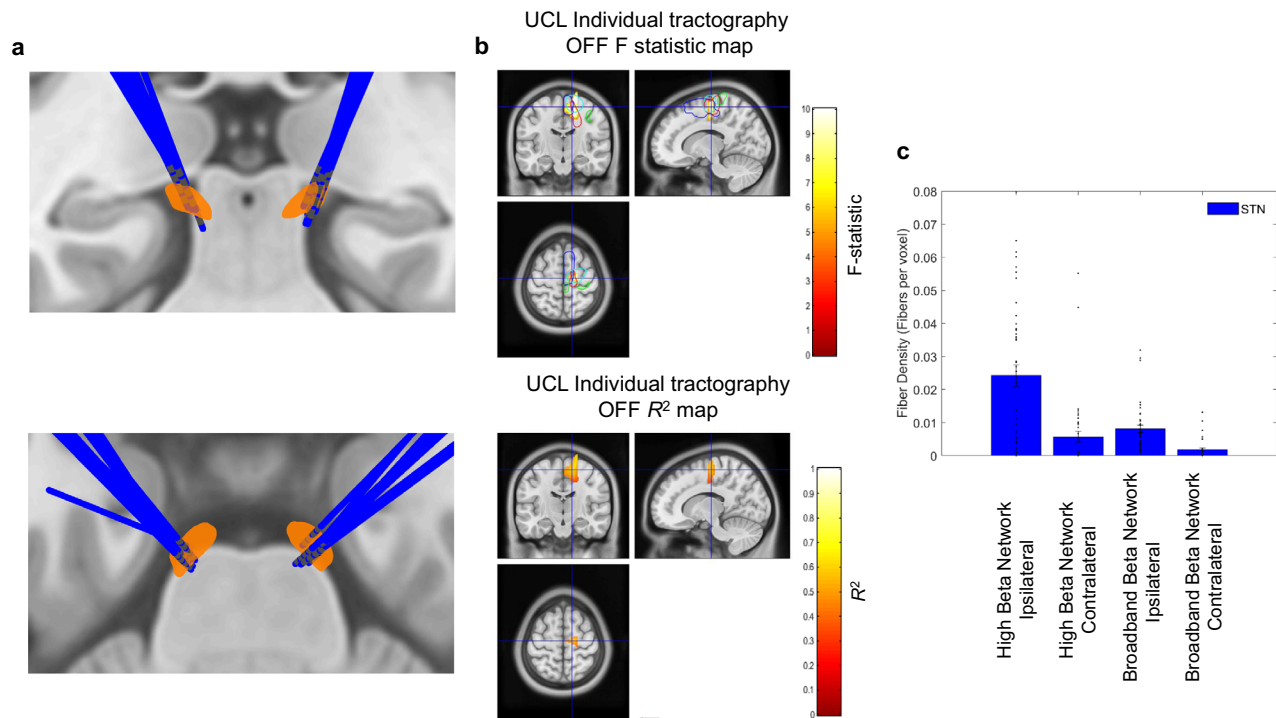 a
b
UCL Individual tractography
OFF F statistic map
10
9
8
7
6
5
4
3
2
1
0
F-statistic
UCL Individual tractography
OFF R² map
1
0.9
0.8
0.7
0.6
0.5
0.4
0.3
0.2
0.1
0
R²
c
0.08
0.07
0.06
0.05
0.04
0.03
0.02
0.01
0
Fiber Density (Fibers per voxel)
STN
High Beta Network
Ipsilateral
High Beta Network
Contralateral
Broadband Beta Network
Ipsilateral
Broadband Beta Network
Contralateral